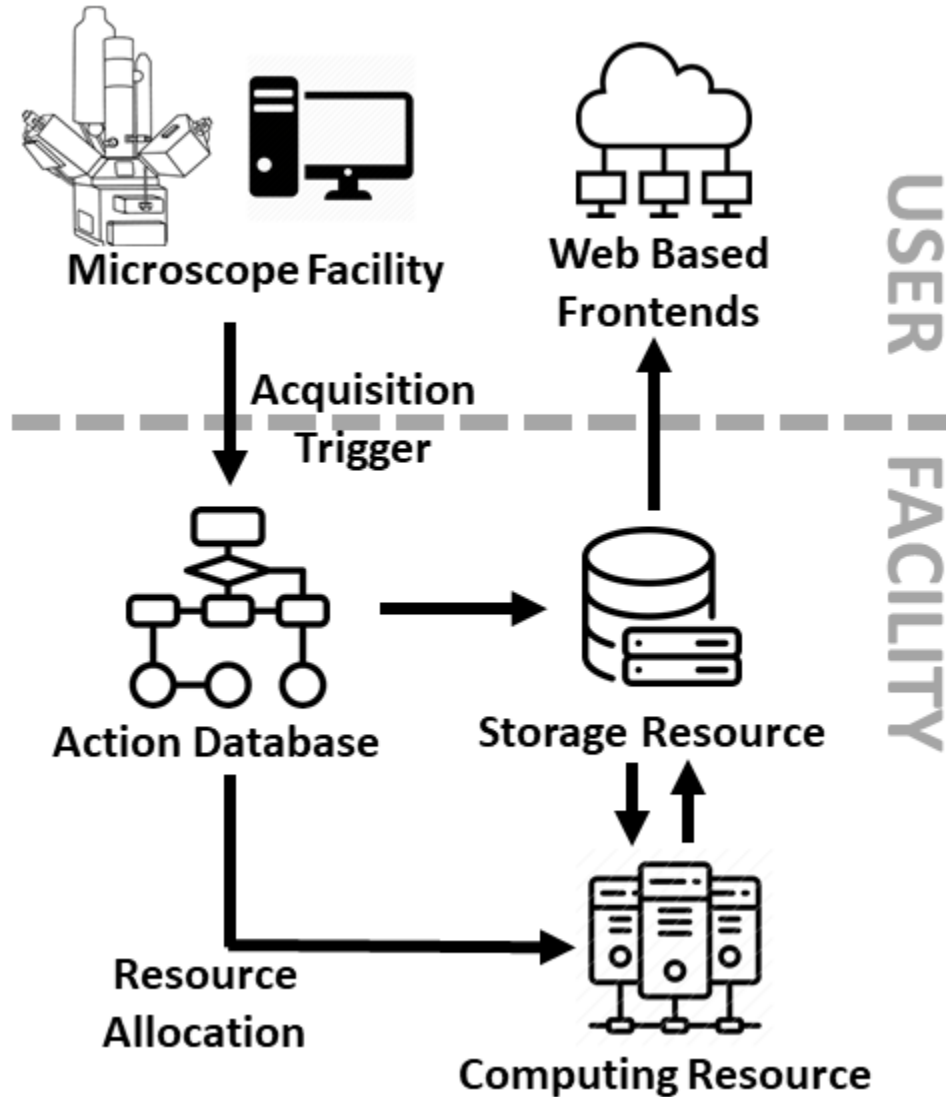 Microscope Facility
Web Based
Frontends
USER
Acquisition
Trigger
FACILITY
Action Database
Storage Resource
Resource
Allocation
Computing Resource